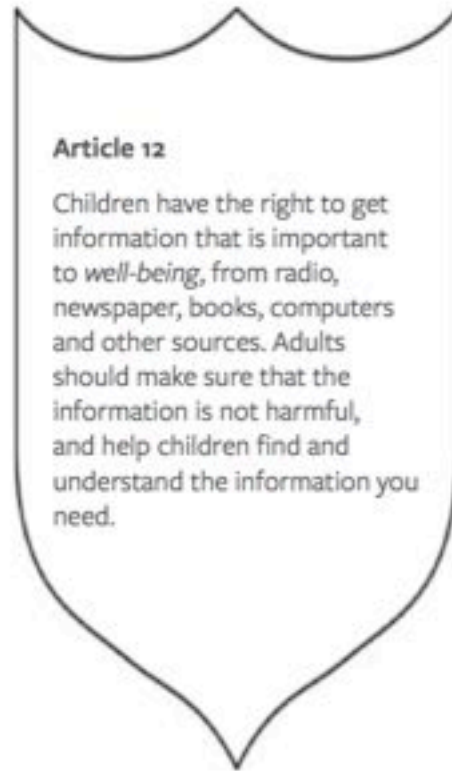 Article 12
Children have the right to get
information that is important
to well-being, from radio,
newspaper, books, computers
and other sources. Adults
should make sure that the
information is not harmful,
and help children find and
understand the information you
need.